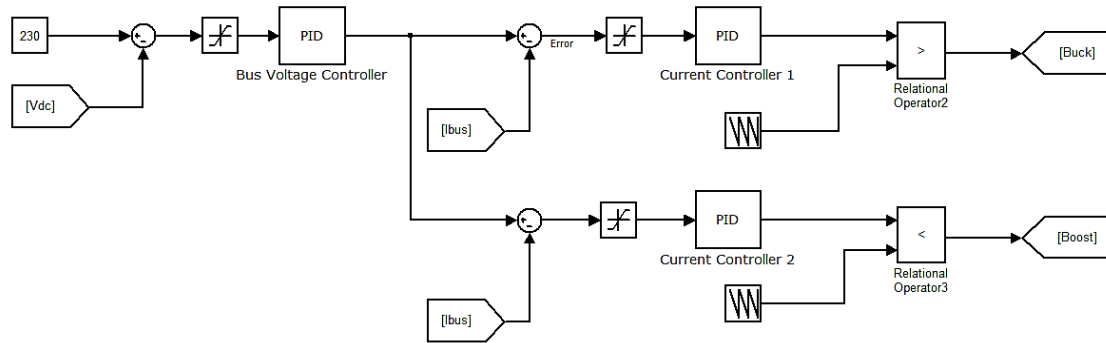 230
PID
Bus Voltage Controller
[Vdc]
Error
[Ibus]
PID
Current Controller 1
>
Relational
Operator2
[Buck]
[Ibus]
PID
Current Controller 2
<
Relational
Operator3
[Boost]